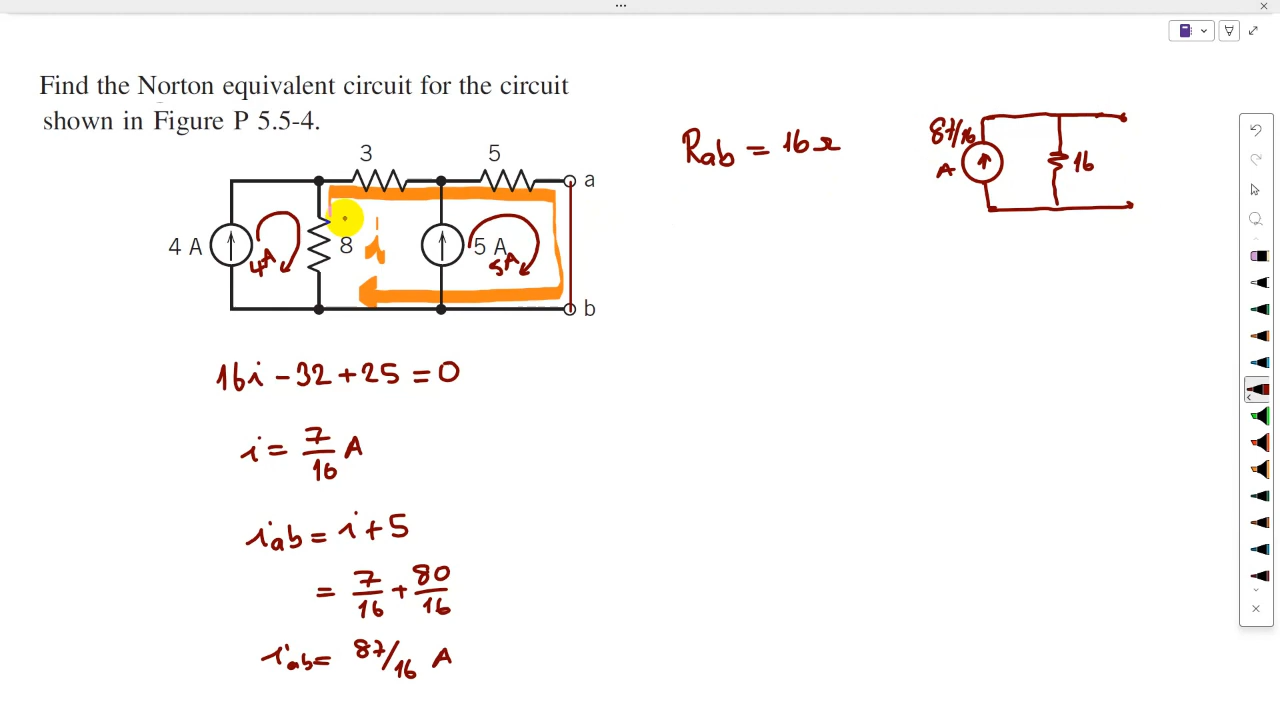 Find the Norton equivalent circuit for the circuit
shown in Figure P 5.5-4.
3
5
a
4 A
4A
8
i
5 A
5A
b
16i - 32 + 25 = 0
i = 7/16 A
iab = i + 5
= 7/16 + 80/16
iab = 87/16 A
Rab = 16Ω
87/16
A
16